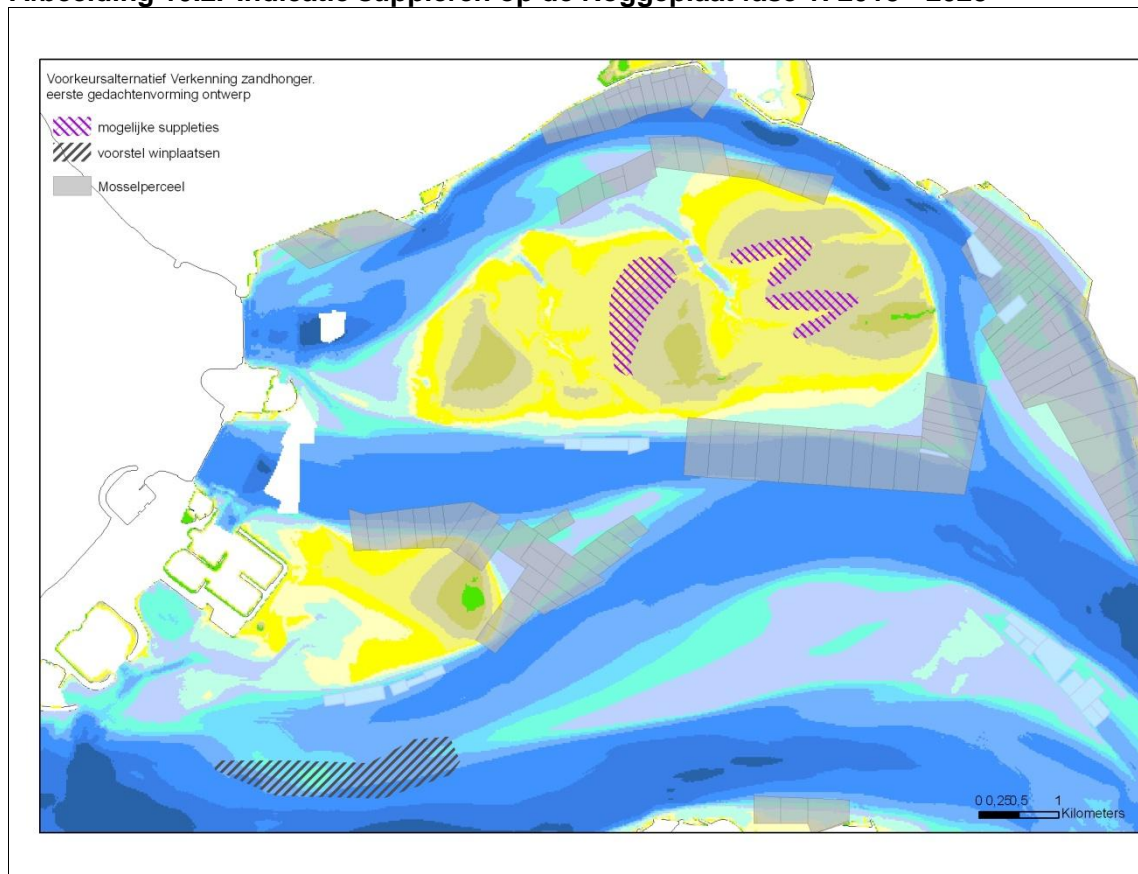 Voorkeursalternatief Verkenning zandhonger.
eerste gedachtenvorming ontwerp
mogelijke suppleties
voorstel winplaatsen
Mosselperceel
0 0,250,5 1
Kilometers